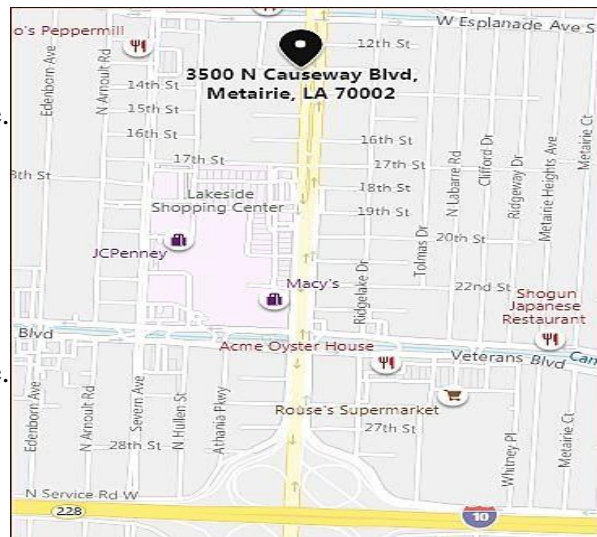 W Esplanade Ave S
o's Peppermill
12th St
3500 N Causeway Blvd,
Metairie, LA 70002
Edenborn Ave
N Arnoult Rd
14th St
15th St
16th St
16th St
17th St
17th St
8th St
18th St
19th St
Lakeside
Shopping Center
N Labarre Rd
Clifford Dr
Ridgeway Dr
Metairie Heights Ave
Metairie Ct
20th St
JCPenney
Tolmas Dr
Ridgelake Dr
Macy's
22nd St
Shogun
Japanese
Restaurant
Blvd
Acme Oyster House
Veterans Blvd
Can
e.
e.
Edenborn Ave
N Arnoult Rd
Severn Ave
N Hullen St
Athania Pkwy
Rouse's Supermarket
27th St
28th St
Whitney Pl
Metairie Ct
N Service Rd W
228
10